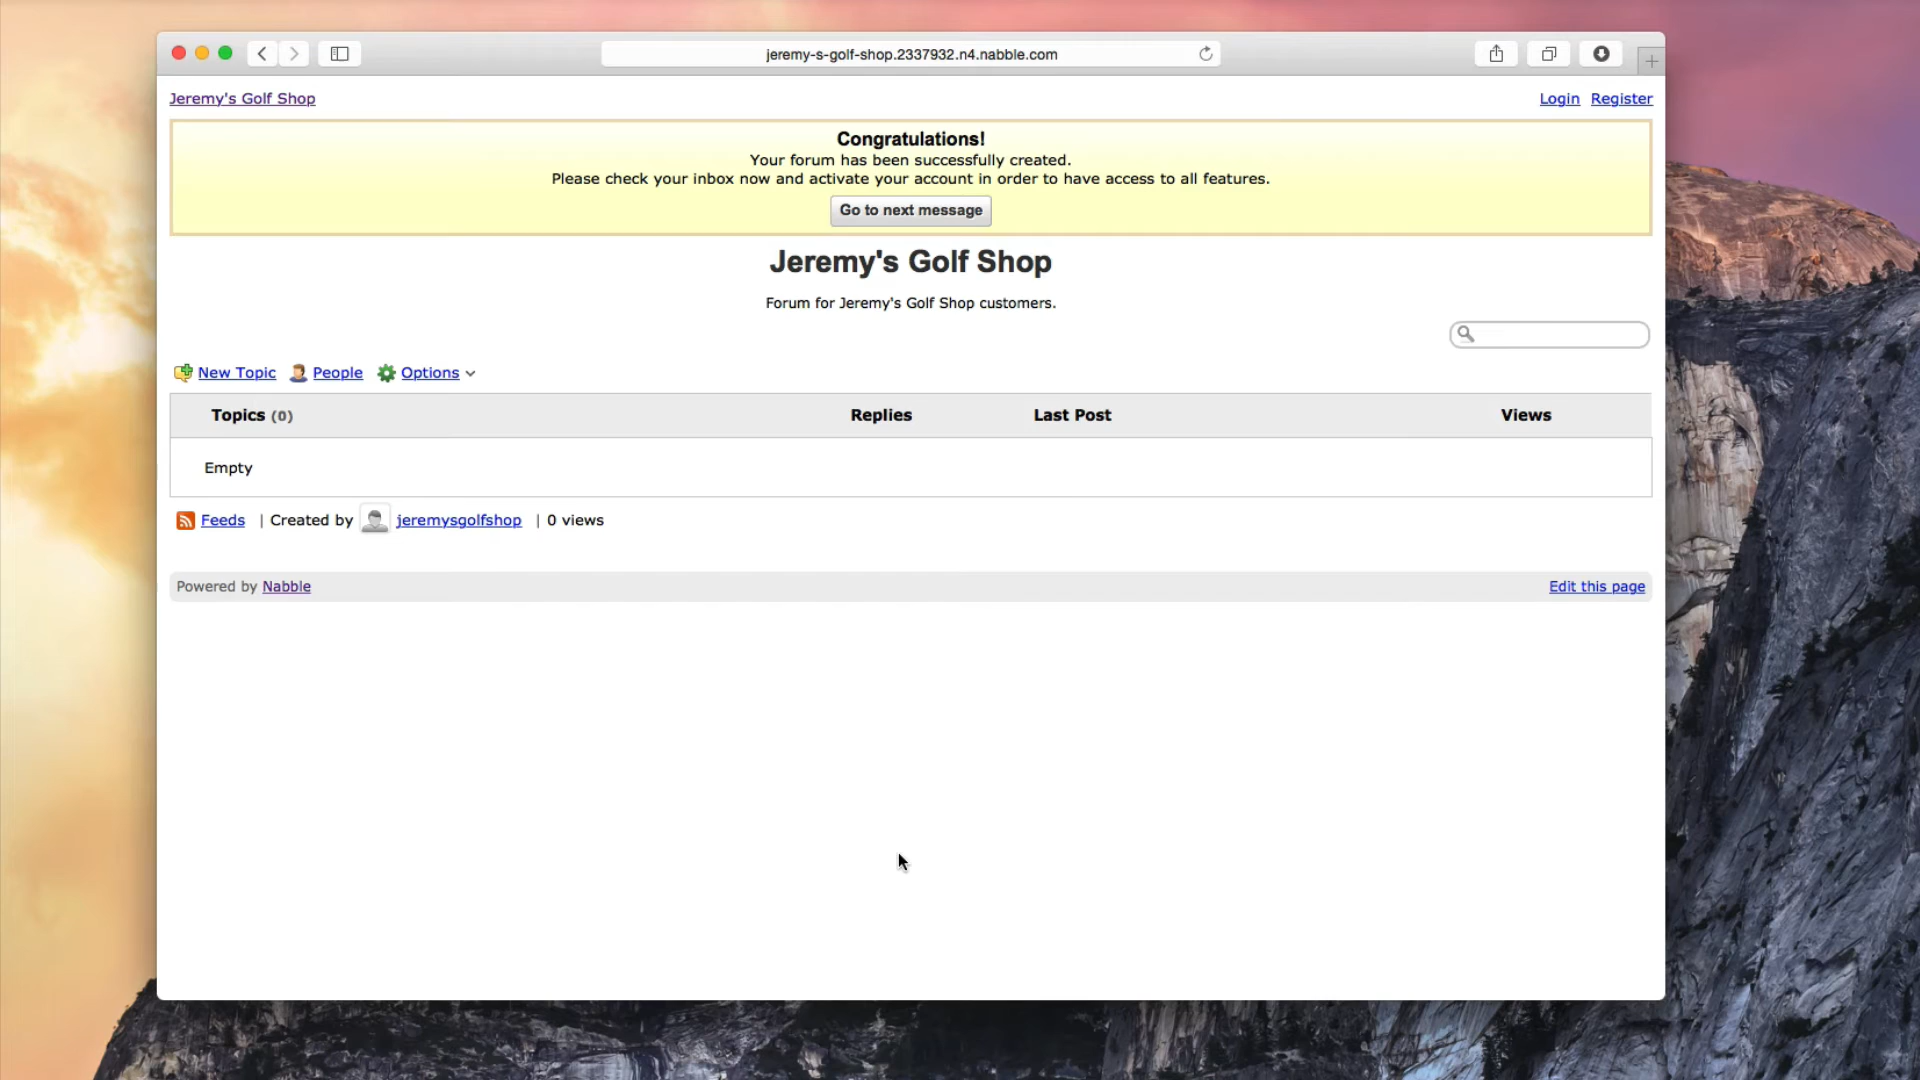 jeremy-s-golf-shop.2337932.n4.nabble.com
Jeremy's Golf Shop
Login Register
Congratulations!
Your forum has been successfully created.
Please check your inbox now and activate your account in order to have access to all features.
Go to next message
Jeremy's Golf Shop
Forum for Jeremy's Golf Shop customers.
New Topic People Options
Topics (0) Replies Last Post Views
Empty
Feeds | Created by jeremysgolfshop | 0 views
Powered by Nabble Edit this page